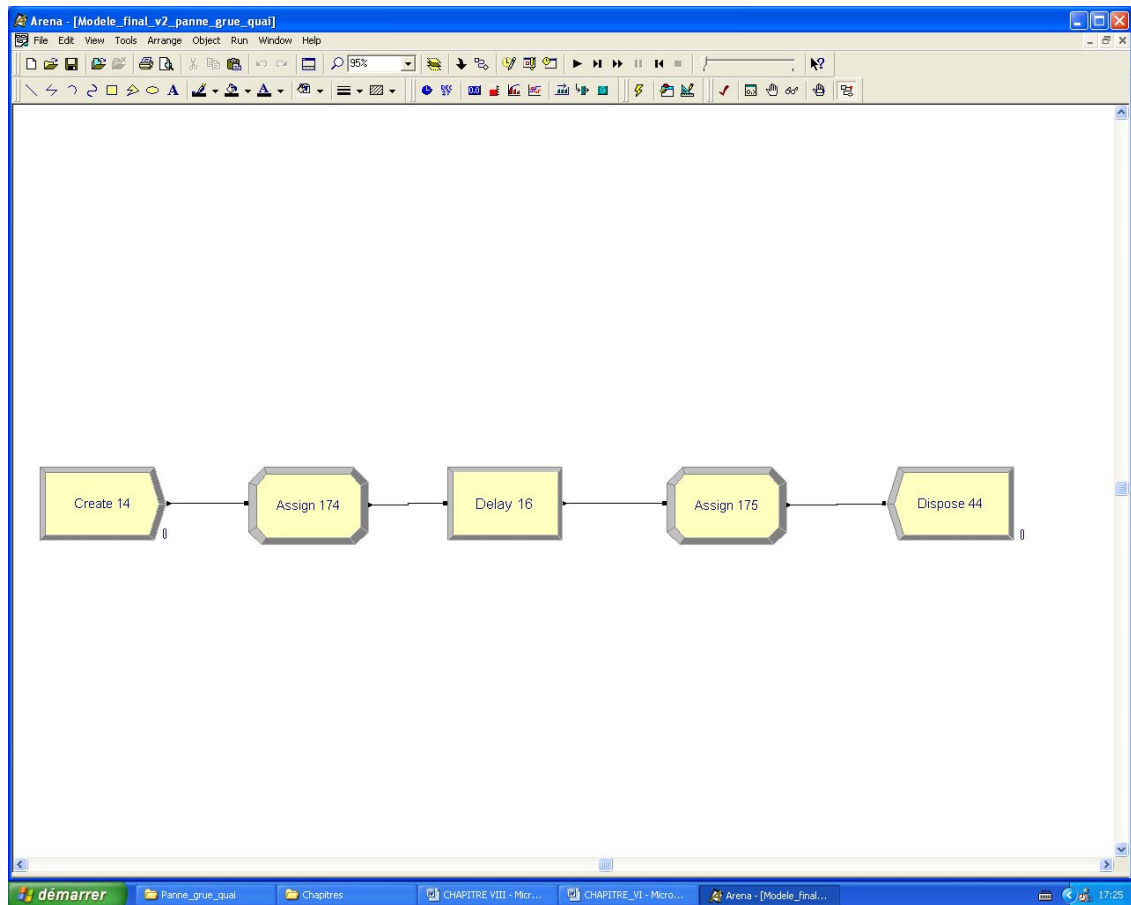 Arena - [Modele_final_v2_panne_grue_quai]
File Edit View Tools Arrange Object Run Window Help
95%
A A
Create 14 Assign 174 Delay 16 Assign 175 Dispose 44
0 0
démarrer Panne_grue_quai Chapitres CHAPITRE VIII - Micr... CHAPITRE_VI - Micro... Arena - [Modele_final... 17:25